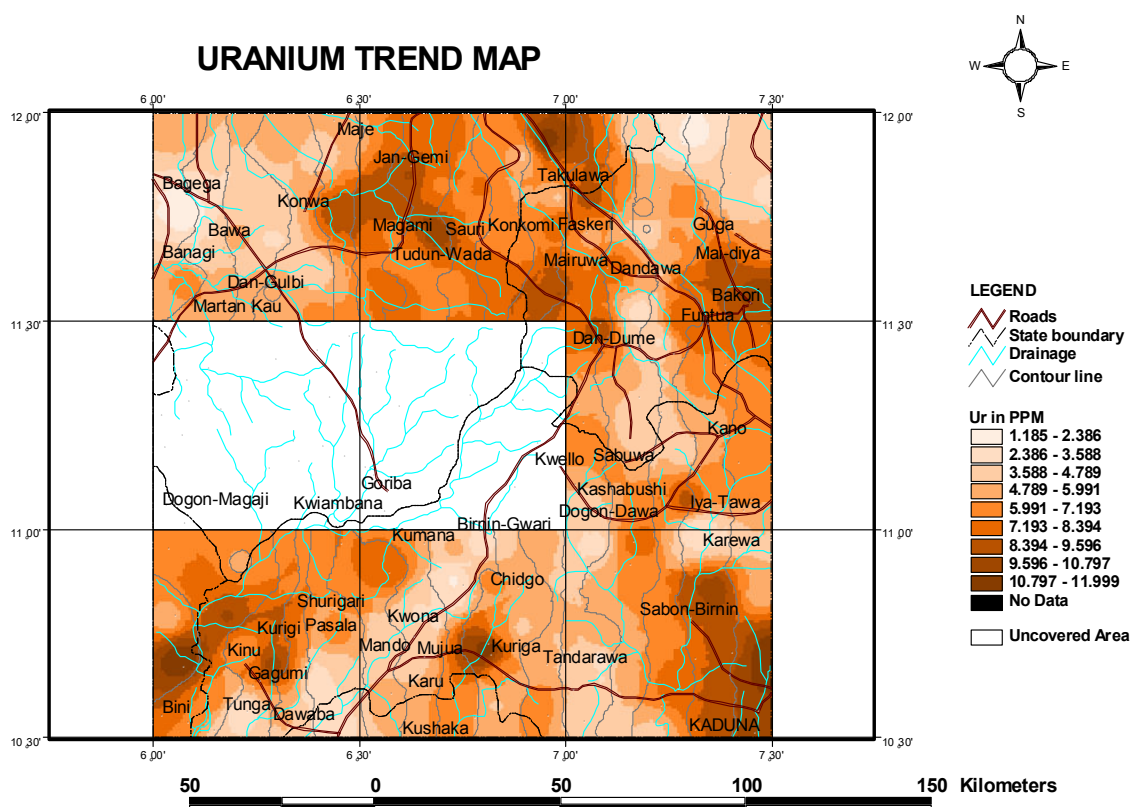 URANIUM TREND MAP
N
W E
S
6 00' 6 30' 7 00' 7 30'
12 00' 12 00'
Maje
Jan-Gemi
Takulawa
Bagega
Konwa
Magami Sauri Konkomi Faskeri Guga
Bawa
Banagi Tudun-Wada Mairuwa Dandawa Mai-diya
Dan-Gulbi
Martan Kau Bakori
Funtua
11 30' 11 30'
Dan-Dume
Kano
Kwello Sabuwa
Goriba Kashabushi
Dogon-Magaji Kwiambana Dogon-Dawa Iya-Tawa
Birnin-Gwari
11 00' 11 00'
Kumana Karewa
Chidgo
Shurigari Sabon-Birnin
Kwona
Kurigi Pasala
Kinu Mando Mujua Kuriga Tandarawa
Gagumi Karu
Bini Tunga Dawaba
Kushaka KADUNA
10 30' 10 30'
6 00' 6 30' 7 00' 7 30'
LEGEND
Roads
State boundary
Drainage
Contour line
Ur in PPM
1.185 - 2.386
2.386 - 3.588
3.588 - 4.789
4.789 - 5.991
5.991 - 7.193
7.193 - 8.394
8.394 - 9.596
9.596 - 10.797
10.797 - 11.999
No Data
Uncovered Area
50 0 50 100 150 Kilometers